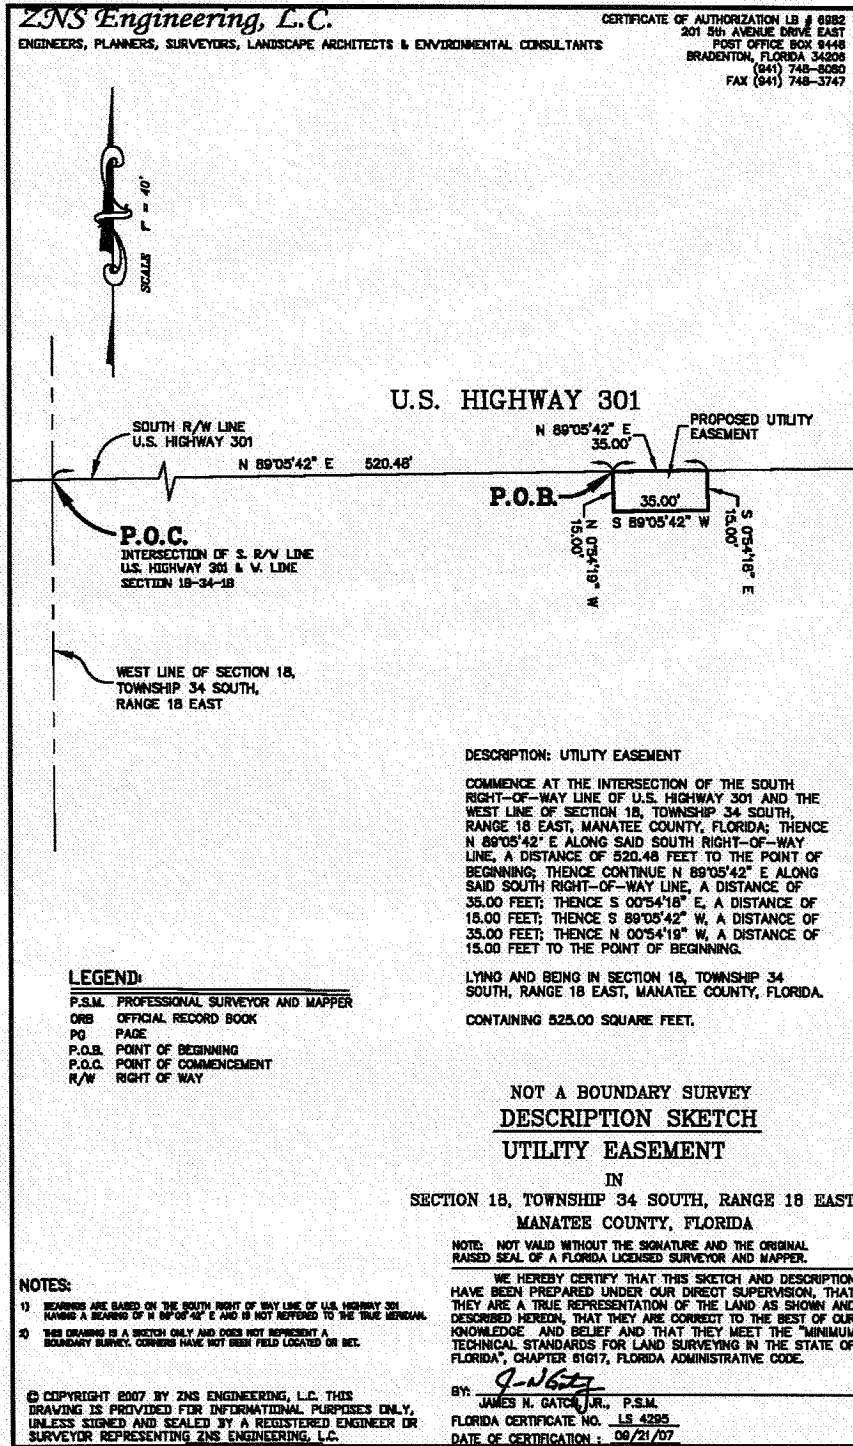 ZNS Engineering, L.C.
ENGINEERS, PLANNERS, SURVEYORS, LANDSCAPE ARCHITECTS & ENVIRONMENTAL CONSULTANTS
CERTIFICATE OF AUTHORIZATION LB # 6982
201 5th AVENUE DRIVE EAST
POST OFFICE BOX 9448
BRADENTON, FLORIDA 34206
(941) 748-8080
FAX (941) 748-3747
SCALE 1" = 40'
U.S. HIGHWAY 301
SOUTH R/W LINE
U.S. HIGHWAY 301
N 89°05'42" E 520.48'
N 89°05'42" E
35.00'
PROPOSED UTILITY
EASEMENT
P.O.B.
35.00'
S 89°05'42" W
N 0°54'19" W
15.00'
S 0°54'18" E
15.00'
P.O.C.
INTERSECTION OF S. R/W LINE
U.S. HIGHWAY 301 & W. LINE
SECTION 18-34-18
WEST LINE OF SECTION 18,
TOWNSHIP 34 SOUTH,
RANGE 18 EAST
DESCRIPTION: UTILITY EASEMENT
COMMENCE AT THE INTERSECTION OF THE SOUTH
RIGHT-OF-WAY LINE OF U.S. HIGHWAY 301 AND THE
WEST LINE OF SECTION 18, TOWNSHIP 34 SOUTH,
RANGE 18 EAST, MANATEE COUNTY, FLORIDA; THENCE
N 89°05'42" E ALONG SAID SOUTH RIGHT-OF-WAY
LINE, A DISTANCE OF 520.48 FEET TO THE POINT OF
BEGINNING; THENCE CONTINUE N 89°05'42" E ALONG
SAID SOUTH RIGHT-OF-WAY LINE, A DISTANCE OF
35.00 FEET; THENCE S 00°54'18" E, A DISTANCE OF
15.00 FEET; THENCE S 89°05'42" W, A DISTANCE OF
35.00 FEET; THENCE N 00°54'19" W, A DISTANCE OF
15.00 FEET TO THE POINT OF BEGINNING.
LYING AND BEING IN SECTION 18, TOWNSHIP 34
SOUTH, RANGE 18 EAST, MANATEE COUNTY, FLORIDA.
CONTAINING 525.00 SQUARE FEET.
LEGEND:
P.S.M. PROFESSIONAL SURVEYOR AND MAPPER
ORB OFFICIAL RECORD BOOK
PG PAGE
P.O.B. POINT OF BEGINNING
P.O.C. POINT OF COMMENCEMENT
R/W RIGHT OF WAY
NOT A BOUNDARY SURVEY
DESCRIPTION SKETCH
UTILITY EASEMENT
IN
SECTION 18, TOWNSHIP 34 SOUTH, RANGE 18 EAST
MANATEE COUNTY, FLORIDA
NOTE: NOT VALID WITHOUT THE SIGNATURE AND THE ORIGINAL
RAISED SEAL OF A FLORIDA LICENSED SURVEYOR AND MAPPER.
WE HEREBY CERTIFY THAT THIS SKETCH AND DESCRIPTION
HAVE BEEN PREPARED UNDER OUR DIRECT SUPERVISION, THAT
THEY ARE A TRUE REPRESENTATION OF THE LAND AS SHOWN AND
DESCRIBED HEREON, THAT THEY ARE CORRECT TO THE BEST OF OUR
KNOWLEDGE AND BELIEF AND THAT THEY MEET THE "MINIMUM
TECHNICAL STANDARDS FOR LAND SURVEYING IN THE STATE OF
FLORIDA", CHAPTER 61G17, FLORIDA ADMINISTRATIVE CODE.
BY:
JAMES N. GATCH, JR., P.S.M.
FLORIDA CERTIFICATE NO. LS 4295
DATE OF CERTIFICATION : 09/21/07
NOTES:
1) BEARINGS ARE BASED ON THE SOUTH RIGHT OF WAY LINE OF U.S. HIGHWAY 301
HAVING A BEARING OF N 89°05'42" E AND IS NOT REFFERED TO THE TRUE MERIDIAN.
2) THIS DRAWING IS A SKETCH ONLY AND DOES NOT REPRESENT A
BOUNDARY SURVEY. CORNERS HAVE NOT BEEN FIELD LOCATED OR SET.
© COPYRIGHT 2007 BY ZNS ENGINEERING, L.C. THIS
DRAWING IS PROVIDED FOR INFORMATIONAL PURPOSES ONLY,
UNLESS SIGNED AND SEALED BY A REGISTERED ENGINEER OR
SURVEYOR REPRESENTING ZNS ENGINEERING, L.C.